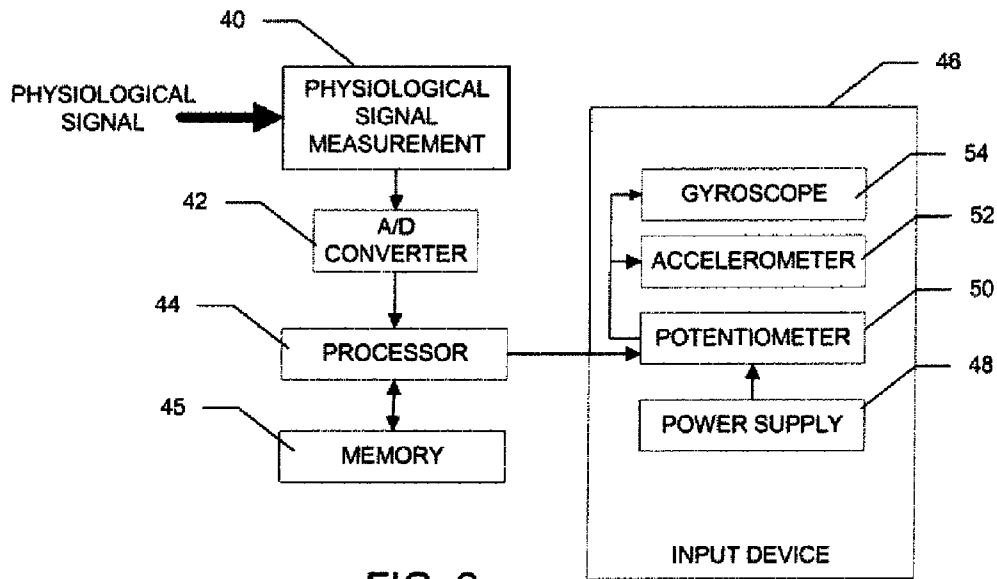 40
46
PHYSIOLOGICAL
SIGNAL
PHYSIOLOGICAL
SIGNAL
MEASUREMENT
54
GYROSCOPE
42
A/D
CONVERTER
52
ACCELEROMETER
50
44
POTENTIOMETER
PROCESSOR
48
45
POWER SUPPLY
MEMORY
INPUT DEVICE